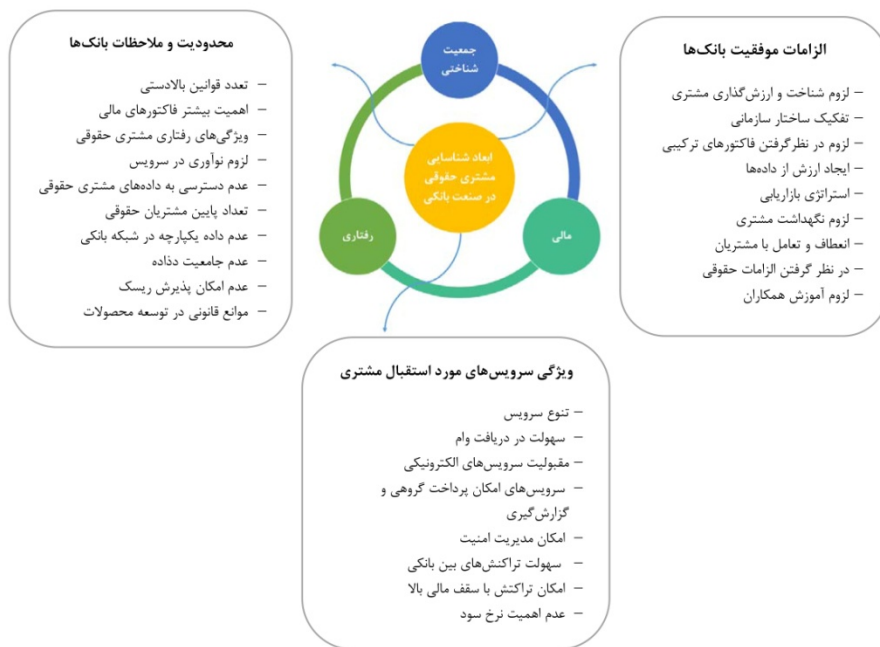 الزامات موفقیت بانک‌ها
– لزوم شناخت و ارزش‌گذاری مشتری
– تفکیک ساختار سازمانی
– لزوم در نظرگرفتن فاکتورهای ترکیبی
– ایجاد ارزش از داده‌ها
– استراتژی بازاریابی
– لزوم نگهداشت مشتری
– انعطاف و تعامل با مشتریان
– در نظر گرفتن الزامات حقوقی
– لزوم آموزش همکاران
جمعیت
شناختی
ابعاد شناسایی
مشتری حقوقی
در صنعت بانکی
مالی
رفتاری
محدودیت و ملاحظات بانک‌ها
– تعدد قوانین بالادستی
– اهمیت بیشتر فاکتورهای مالی
– ویژگی‌های رفتاری مشتری حقوقی
– لزوم نوآوری در سرویس
– عدم دسترسی به داده‌های مشتری حقوقی
– تعداد پایین مشتریان حقوقی
– عدم داده یکپارچه در شبکه بانکی
– عدم جامعیت دذاده
– عدم امکان پذیرش ریسک
– موانع قانونی در توسعه محصولات
ویژگی سرویس‌های مورد استقبال مشتری
– تنوع سرویس
– سهولت در دریافت وام
– مقبولیت سرویس‌های الکترونیکی
– سرویس‌های امکان پرداخت گروهی و
گزارش‌گیری
– امکان مدیریت امنیت
– سهولت تراکنش‌های بین بانکی
– امکان تراکتش با سقف مالی بالا
– عدم اهمیت نرخ سود